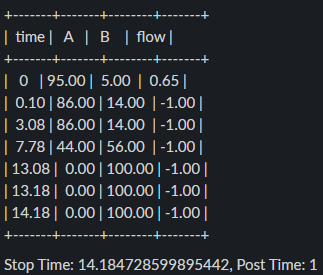 +-------+-------+--------+-------+
| time | A | B | flow |
+-------+-------+--------+-------+
| 0 | 95.00 | 5.00 | 0.65 |
| 0.10 | 86.00 | 14.00 | -1.00 |
| 3.08 | 86.00 | 14.00 | -1.00 |
| 7.78 | 44.00 | 56.00 | -1.00 |
| 13.08 | 0.00 | 100.00 | -1.00 |
| 13.18 | 0.00 | 100.00 | -1.00 |
| 14.18 | 0.00 | 100.00 | -1.00 |
+-------+-------+--------+-------+
Stop Time: 14.184728599895442, Post Time: 1